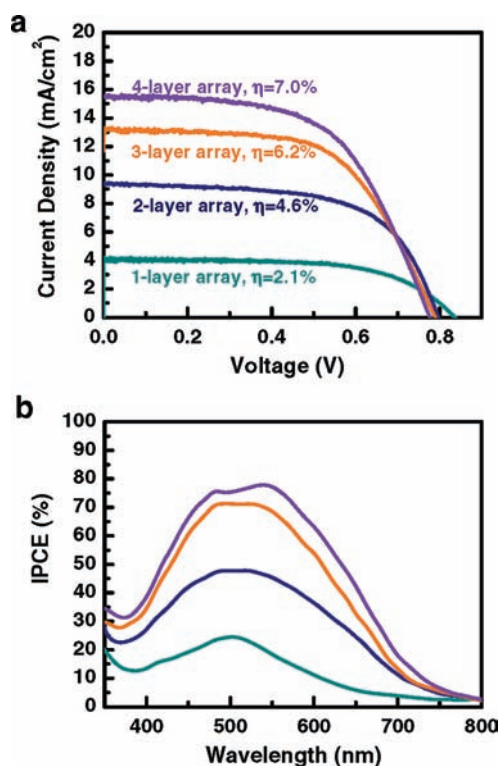 a
Current Density (mA/cm²)
20
18
16
14
12
10
8
6
4
2
0
4-layer array, η=7.0%
3-layer array, η=6.2%
2-layer array, η=4.6%
1-layer array, η=2.1%
0.0 0.2 0.4 0.6 0.8
Voltage (V)
b
IPCE (%)
100
90
80
70
60
50
40
30
20
10
0
400 500 600 700 800
Wavelength (nm)